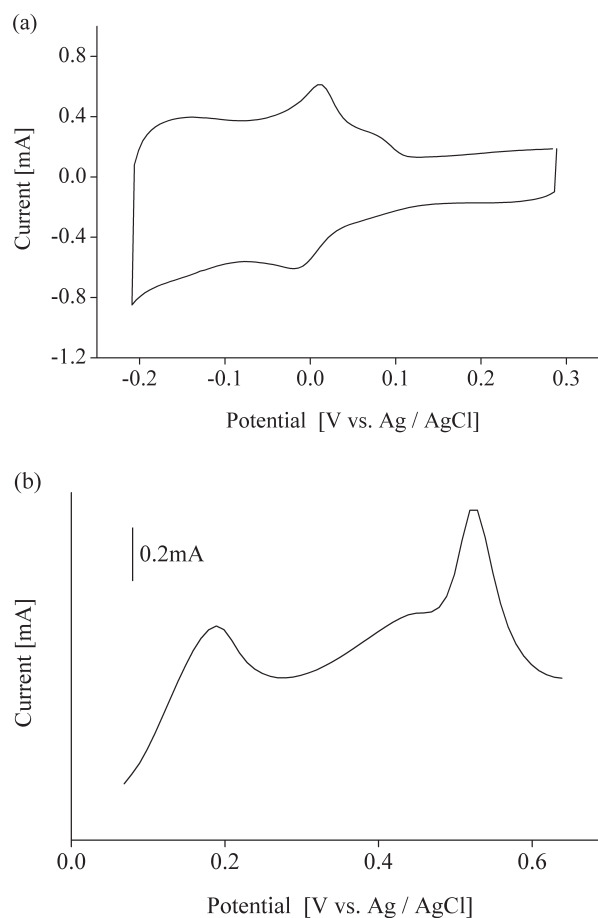 (a)
0.8
0.4
0.0
-0.4
-0.8
-1.2
Current [mA]
-0.2 -0.1 0.0 0.1 0.2 0.3
Potential [V vs. Ag / AgCl]
(b)
0.2mA
Current [mA]
0.0 0.2 0.4 0.6
Potential [V vs. Ag / AgCl]